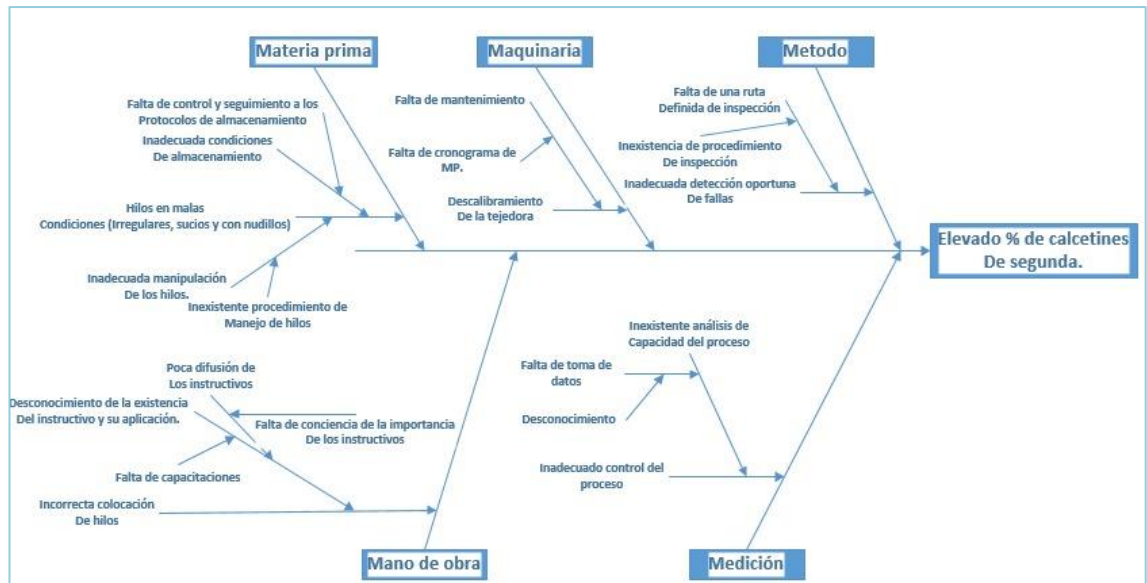 Materia prima
Maquinaria
Metodo
Falta de control y seguimiento a los
Protocolos de almacenamiento
Inadecuada condiciones
De almacenamiento
Hilos en malas
Condiciones (Irregulares, sucios y con nudillos)
Inadecuada manipulación
De los hilos.
Inexistente procedimiento de
Manejo de hilos
Falta de mantenimiento
Falta de cronograma de
MP.
Descalibramiento
De la tejedora
Falta de una ruta
Definida de inspección
Inexistencia de procedimiento
De inspección
Inadecuada detección oportuna
De fallas
Elevado % de calcetines
De segunda.
Poca difusión de
Los instructivos
Desconocimiento de la existencia
Del instructivo y su aplicación.
Falta de conciencia de la importancia
De los instructivos
Falta de capacitaciones
Incorrecta colocación
De hilos
Inexistente análisis de
Capacidad del proceso
Falta de toma de
datos
Desconocimiento
Inadecuado control del
proceso
Mano de obra
Medición